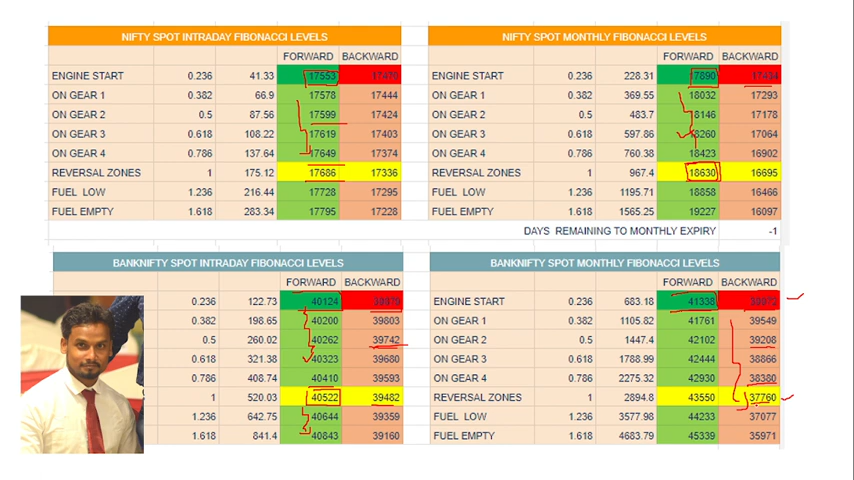 NIFTY SPOT INTRADAY FIBONACCI LEVELS
FORWARD BACKWARD
ENGINE START 0.236 41.33 17553 17470
ON GEAR 1 0.382 66.9 17578 17444
ON GEAR 2 0.5 87.56 17599 17424
ON GEAR 3 0.618 108.22 17619 17403
ON GEAR 4 0.786 137.64 17649 17374
REVERSAL ZONES 1 175.12 17686 17336
FUEL LOW 1.236 216.44 17728 17295
FUEL EMPTY 1.618 283.34 17795 17228
NIFTY SPOT MONTHLY FIBONACCI LEVELS
FORWARD BACKWARD
ENGINE START 0.236 228.31 17890 17434
ON GEAR 1 0.382 369.55 18032 17293
ON GEAR 2 0.5 483.7 18146 17178
ON GEAR 3 0.618 597.86 18260 17064
ON GEAR 4 0.786 760.38 18423 16902
REVERSAL ZONES 1 967.4 18630 16695
FUEL LOW 1.236 1195.71 18858 16466
FUEL EMPTY 1.618 1565.25 19227 16097
DAYS REMAINING TO MONTHLY EXPIRY -1
BANKNIFTY SPOT INTRADAY FIBONACCI LEVELS
FORWARD BACKWARD
0.236 122.73 40124 39879
0.382 198.65 40200 39803
0.5 260.02 40262 39742
0.618 321.38 40323 39680
0.786 408.74 40410 39593
1 520.03 40522 39482
1.236 642.75 40644 39359
1.618 841.4 40843 39160
BANKNIFTY SPOT MONTHLY FIBONACCI LEVELS
FORWARD BACKWARD
ENGINE START 0.236 683.18 41338 39972
ON GEAR 1 0.382 1105.82 41761 39549
ON GEAR 2 0.5 1447.4 42102 39208
ON GEAR 3 0.618 1788.99 42444 38866
ON GEAR 4 0.786 2275.32 42930 38380
REVERSAL ZONES 1 2894.8 43550 37760
FUEL LOW 1.236 3577.98 44233 37077
FUEL EMPTY 1.618 4683.79 45339 35971